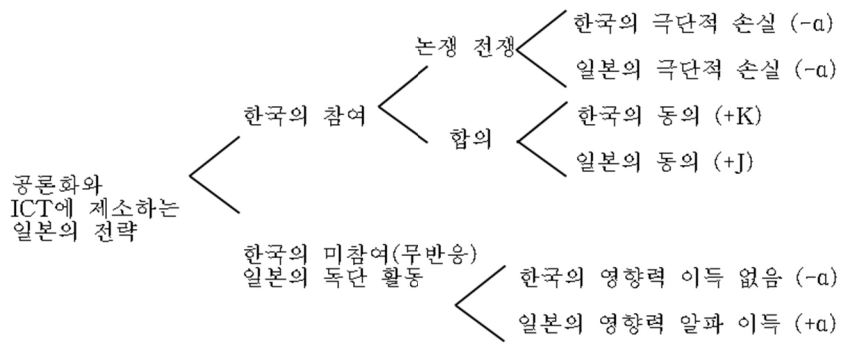 논쟁 전쟁
한국의 극단적 손실 (-α)
일본의 극단적 손실 (-α)
한국의 참여
합의
한국의 동의 (+K)
일본의 동의 (+J)
공론화와
ICT에 제소하는
일본의 전략
한국의 미참여(무반응)
일본의 독단 활동
한국의 영향력 이득 없음 (-α)
일본의 영향력 알파 이득 (+α)